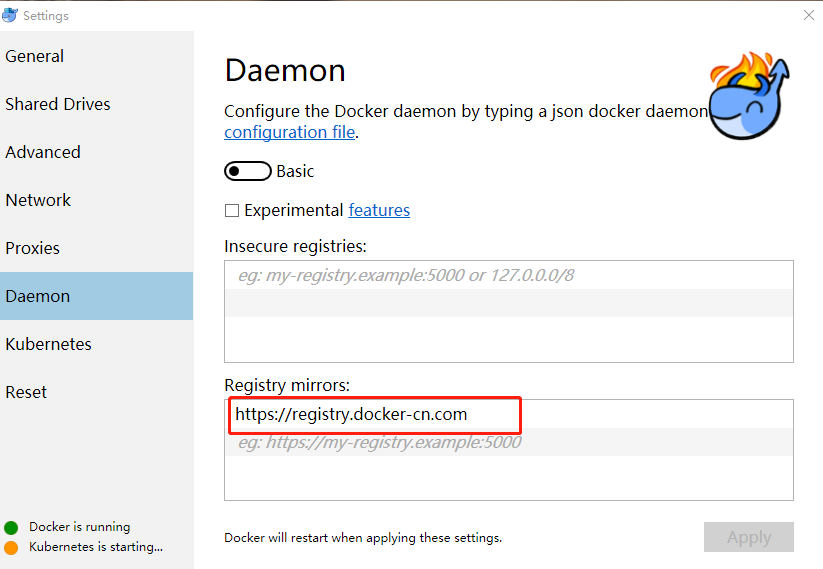 Settings
General
Shared Drives
Advanced
Network
Proxies
Daemon
Kubernetes
Reset
Docker is running
Kubernetes is starting...
Daemon
Configure the Docker daemon by typing a json docker daemon
configuration file.
Basic
Experimental features
Insecure registries:
eg: my-registry.example:5000 or 127.0.0.0/8
Registry mirrors:
https://registry.docker-cn.com
eg: https://my-registry.example:5000
Docker will restart when applying these settings.
Apply